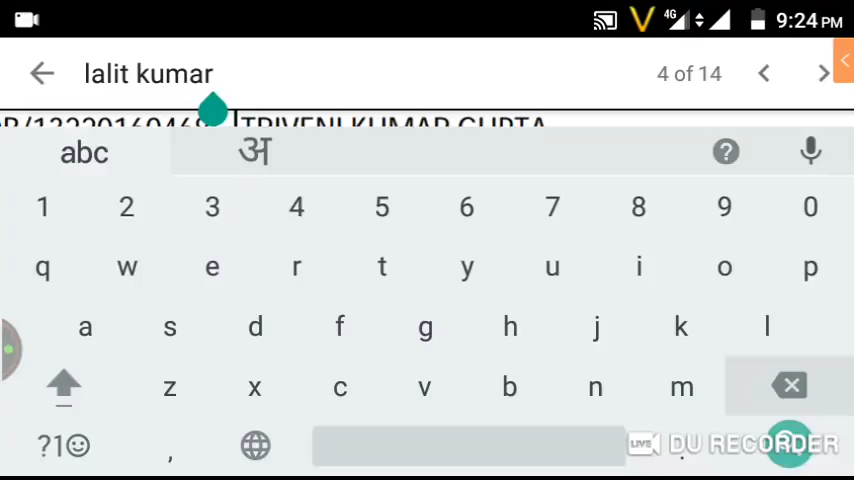 4G 9:24 PM
lalit kumar 4 of 14
TRIVENI KUMAR GUPTA
abc अ ?
1 2 3 4 5 6 7 8 9 0
q w e r t y u i o p
a s d f g h j k l
z x c v b n m
?1 , .
LIVE DU RECORDER